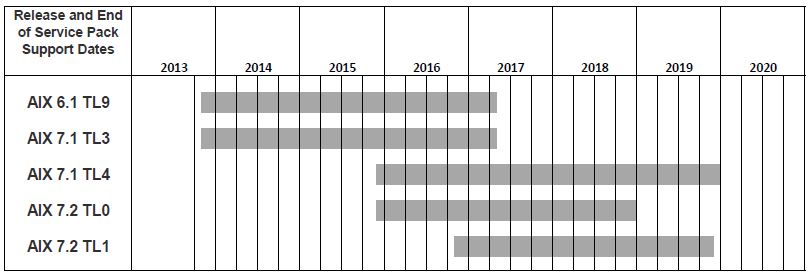 Release and End
of Service Pack
Support Dates
2013 2014 2015 2016 2017 2018 2019 2020
AIX 6.1 TL9
AIX 7.1 TL3
AIX 7.1 TL4
AIX 7.2 TL0
AIX 7.2 TL1